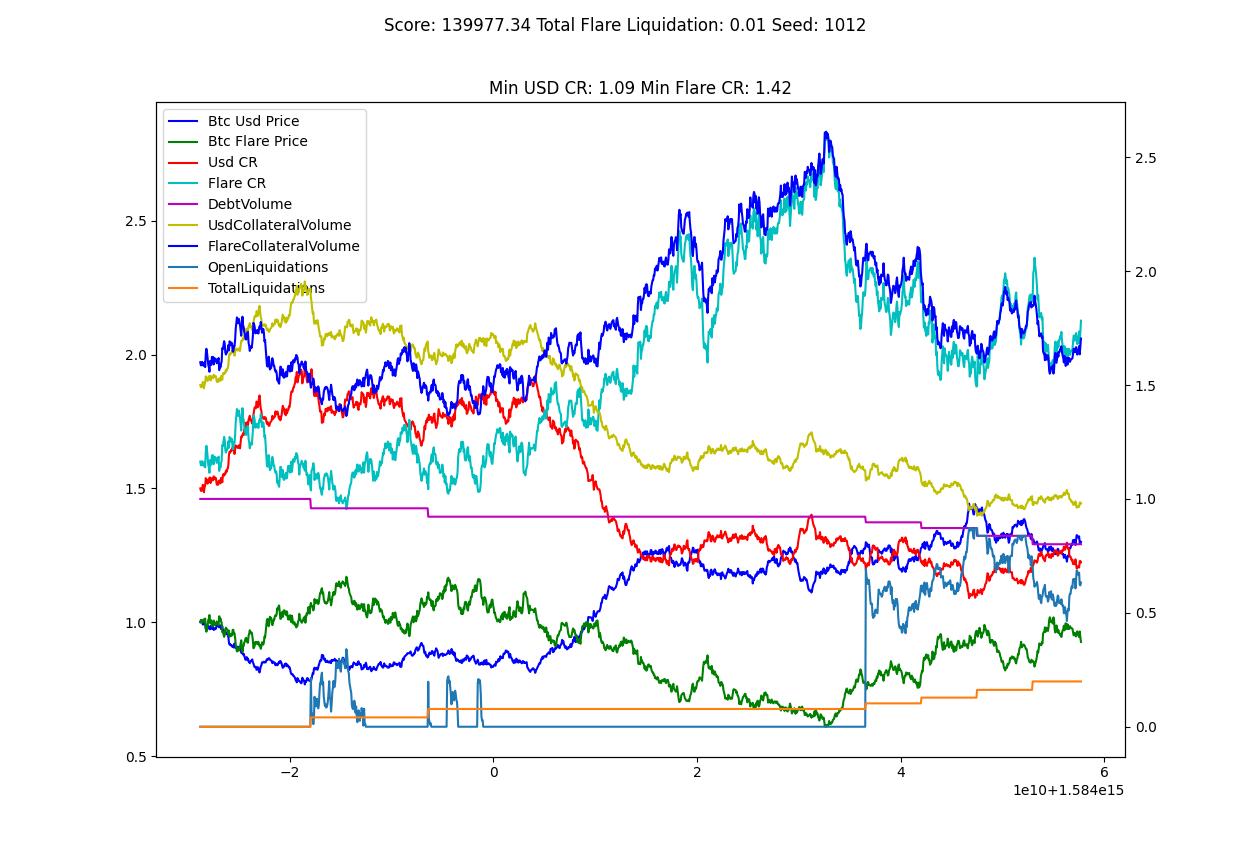 Score: 139977.34 Total Flare Liquidation: 0.01 Seed: 1012
Min USD CR: 1.09 Min Flare CR: 1.42
Btc Usd Price
Btc Flare Price
Usd CR
Flare CR
DebtVolume
UsdCollateralVolume
FlareCollateralVolume
OpenLiquidations
TotalLiquidations
2.5
2.0
1.5
1.0
0.5
2.5
2.0
1.5
1.0
0.5
0.0
−2
0
2
4
6
1e10+1.584e15